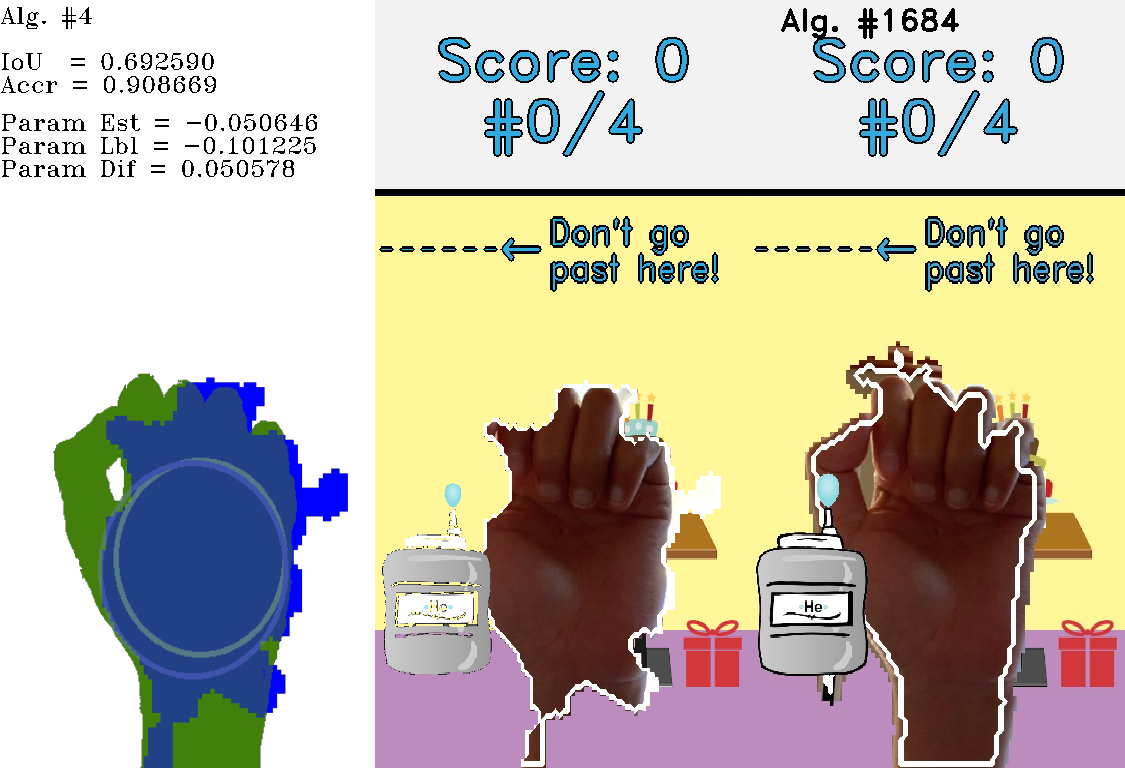 Alg. #4
IoU = 0.692590
Accr = 0.908669
Param Est = −0.050646
Param Lbl = −0.101225
Param Dif = 0.050578
Score: 0
#0/4
Don't go
past here!
He
Alg. #1684
Score: 0
#0/4
Don't go
past here!
He